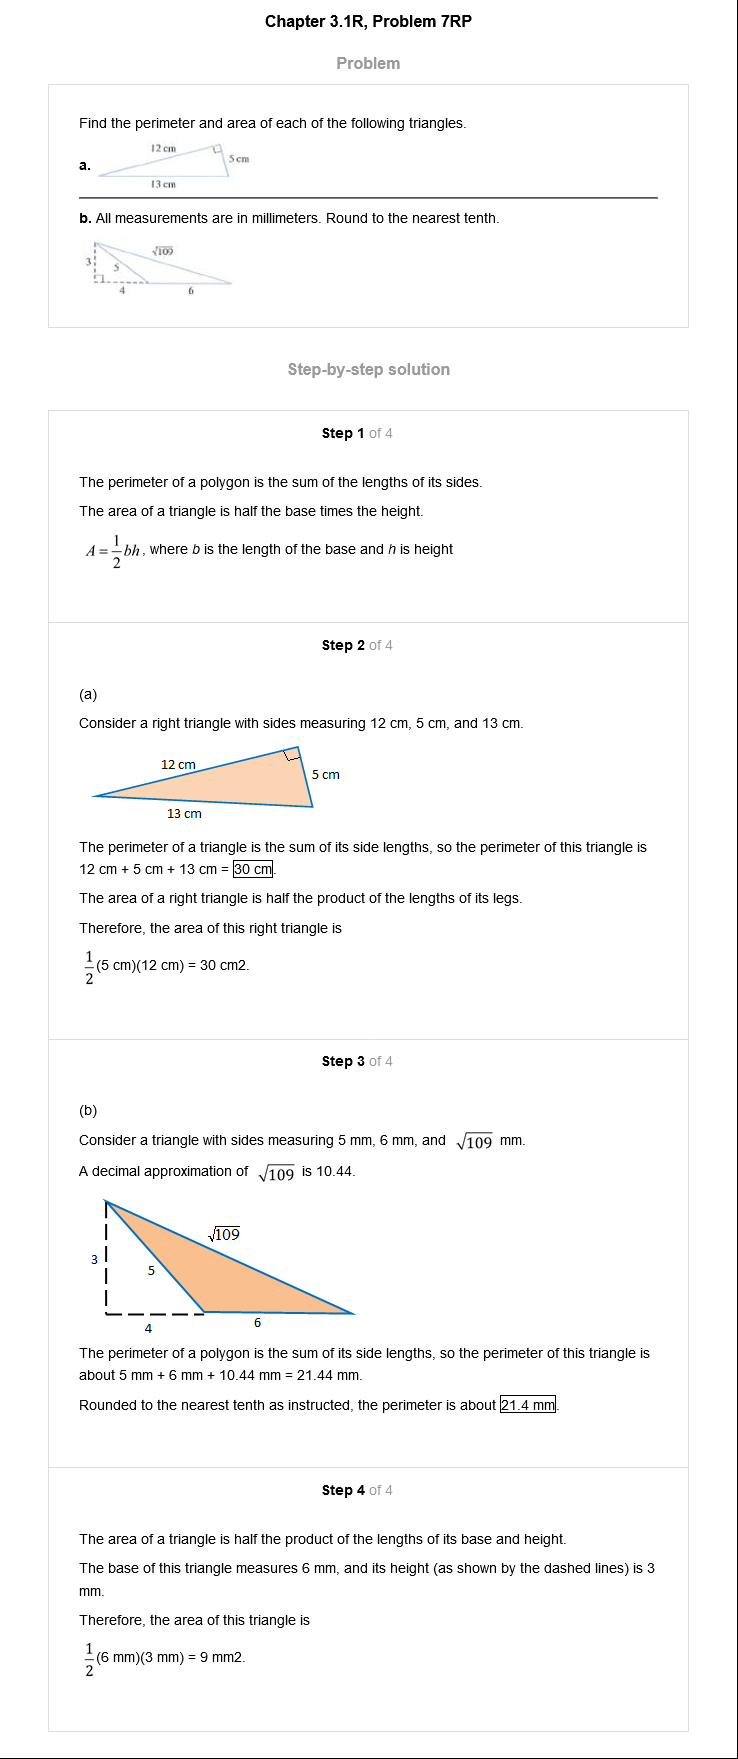 Chapter 3.1R, Problem 7RP
Problem
Find the perimeter and area of each of the following triangles.
12 cm
a.
5 cm
13 cm
b. All measurements are in millimeters. Round to the nearest tenth.
√109
3
5
4
6
Step-by-step solution
Step 1 of 4
The perimeter of a polygon is the sum of the lengths of its sides.
The area of a triangle is half the base times the height.
A = 1/2 bh, where b is the length of the base and h is height
Step 2 of 4
(a)
Consider a right triangle with sides measuring 12 cm, 5 cm, and 13 cm.
12 cm
5 cm
13 cm
The perimeter of a triangle is the sum of its side lengths, so the perimeter of this triangle is
12 cm + 5 cm + 13 cm = 30 cm.
The area of a right triangle is half the product of the lengths of its legs.
Therefore, the area of this right triangle is
1/2 (5 cm)(12 cm) = 30 cm2.
Step 3 of 4
(b)
Consider a triangle with sides measuring 5 mm, 6 mm, and √109 mm.
A decimal approximation of √109 is 10.44.
√109
3
5
4
6
The perimeter of a polygon is the sum of its side lengths, so the perimeter of this triangle is
about 5 mm + 6 mm + 10.44 mm = 21.44 mm.
Rounded to the nearest tenth as instructed, the perimeter is about 21.4 mm.
Step 4 of 4
The area of a triangle is half the product of the lengths of its base and height.
The base of this triangle measures 6 mm, and its height (as shown by the dashed lines) is 3
mm.
Therefore, the area of this triangle is
1/2 (6 mm)(3 mm) = 9 mm2.